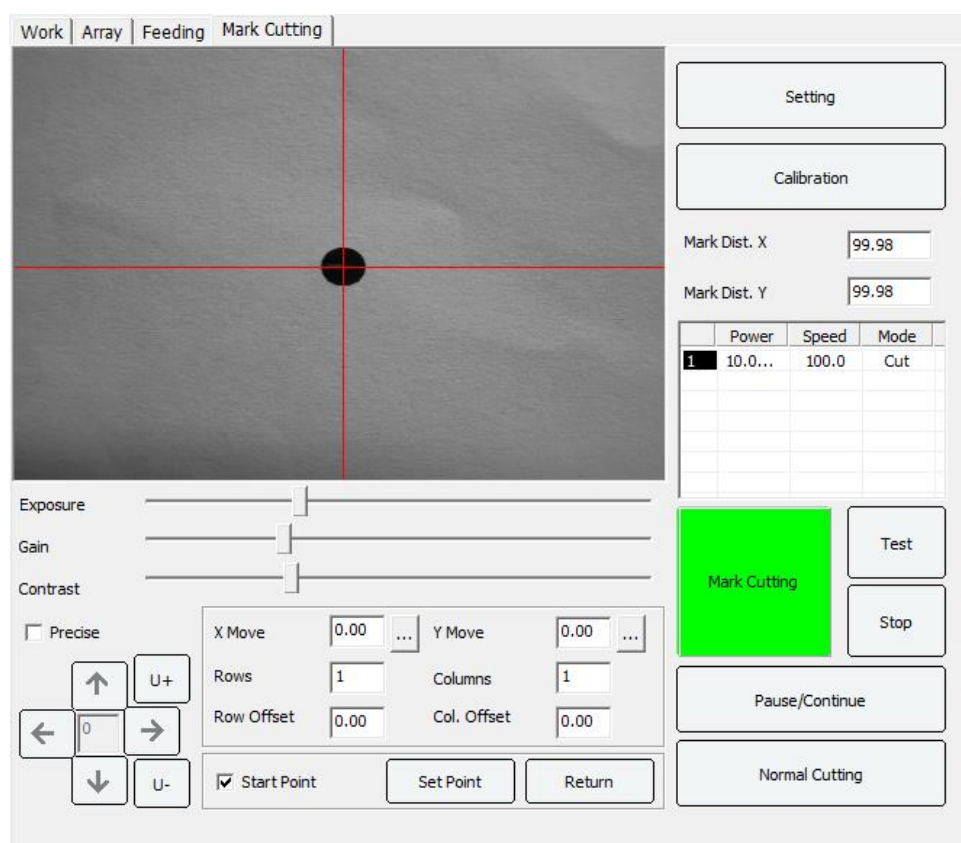 Work Array Feeding Mark Cutting
Setting
Calibration
Mark Dist. X 99.98
Mark Dist. Y 99.98
Power Speed Mode
1 10.0... 100.0 Cut
Exposure
Gain
Contrast
Mark Cutting
Test
Stop
Precise
X Move 0.00 ... Y Move 0.00 ...
Rows 1 Columns 1
Row Offset 0.00 Col. Offset 0.00
U+
0
U-
Start Point Set Point Return
Pause/Continue
Normal Cutting